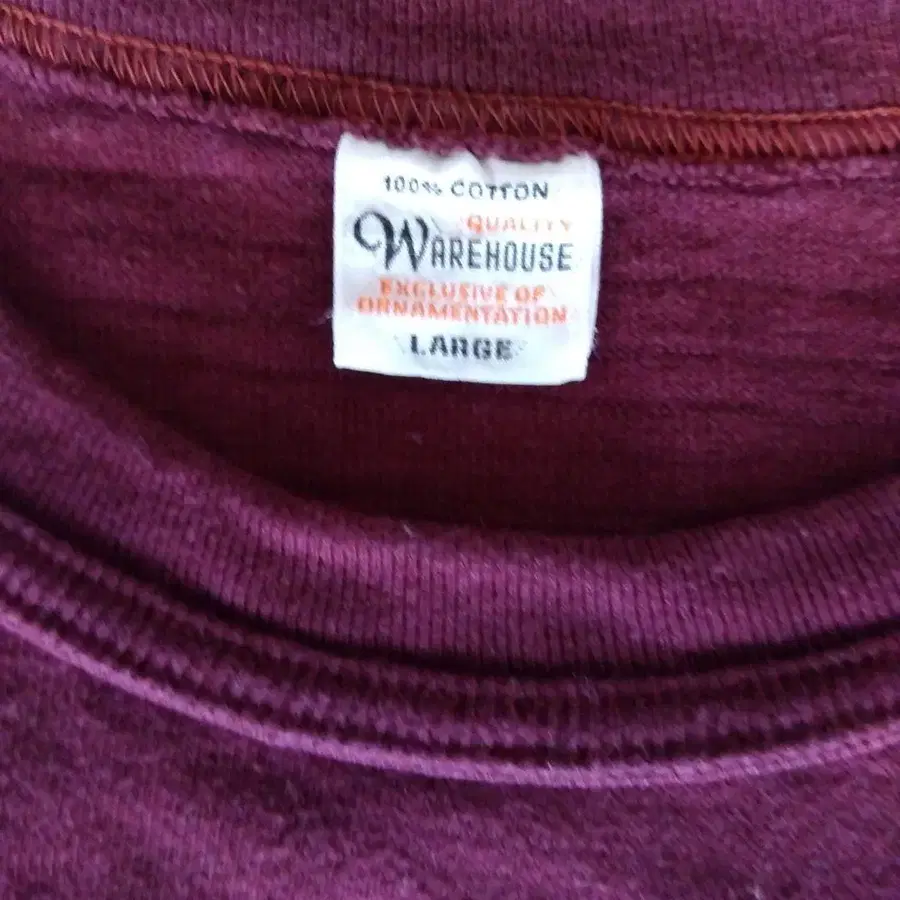 100% COTTON
QUALITY
WAREHOUSE
EXCLUSIVE OF
ORNAMENTATION
LARGE